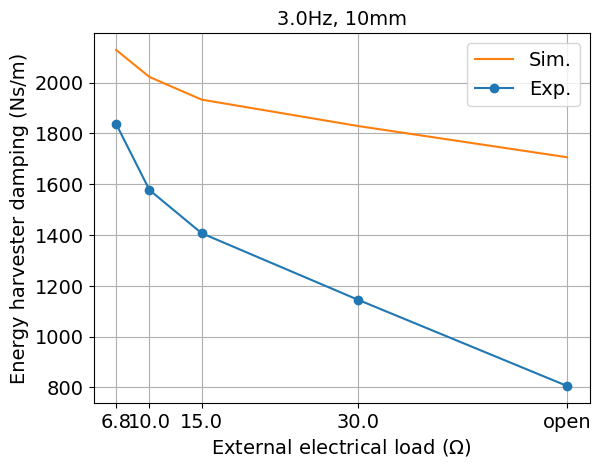 3.0Hz, 10mm
Energy harvester damping (Ns/m)
2000
1800
1600
1400
1200
1000
800
Sim.
Exp.
6.8 10.0 15.0 30.0 open
External electrical load (Ω)